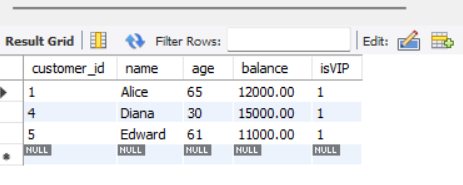 Result Grid Filter Rows: Edit:
customer_id name age balance isVIP
1 Alice 65 12000.00 1
4 Diana 30 15000.00 1
5 Edward 61 11000.00 1
NULL NULL NULL NULL NULL